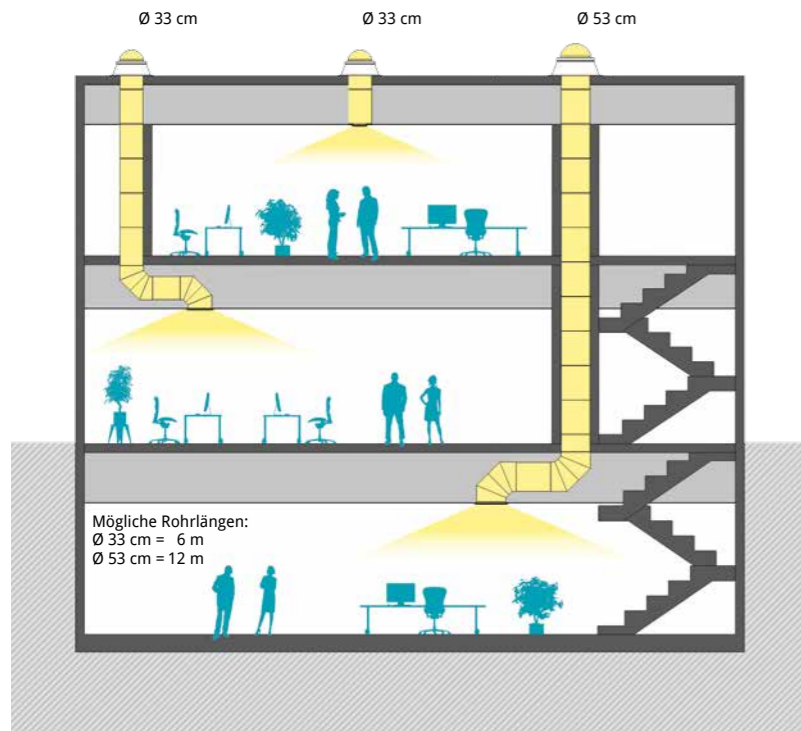 Ø 33 cm
Ø 33 cm
Ø 53 cm
Mögliche Rohrlängen:
Ø 33 cm = 6 m
Ø 53 cm = 12 m